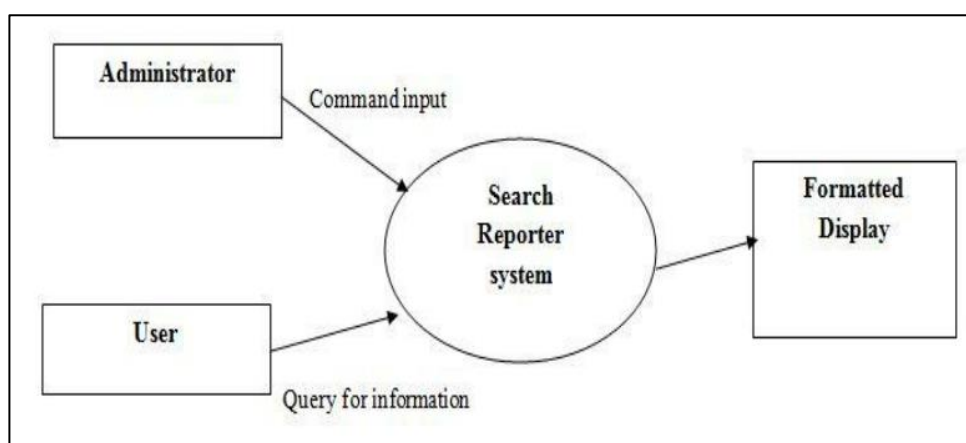 Administrator
Command input
Search
Reporter
system
Formatted
Display
User
Query for information